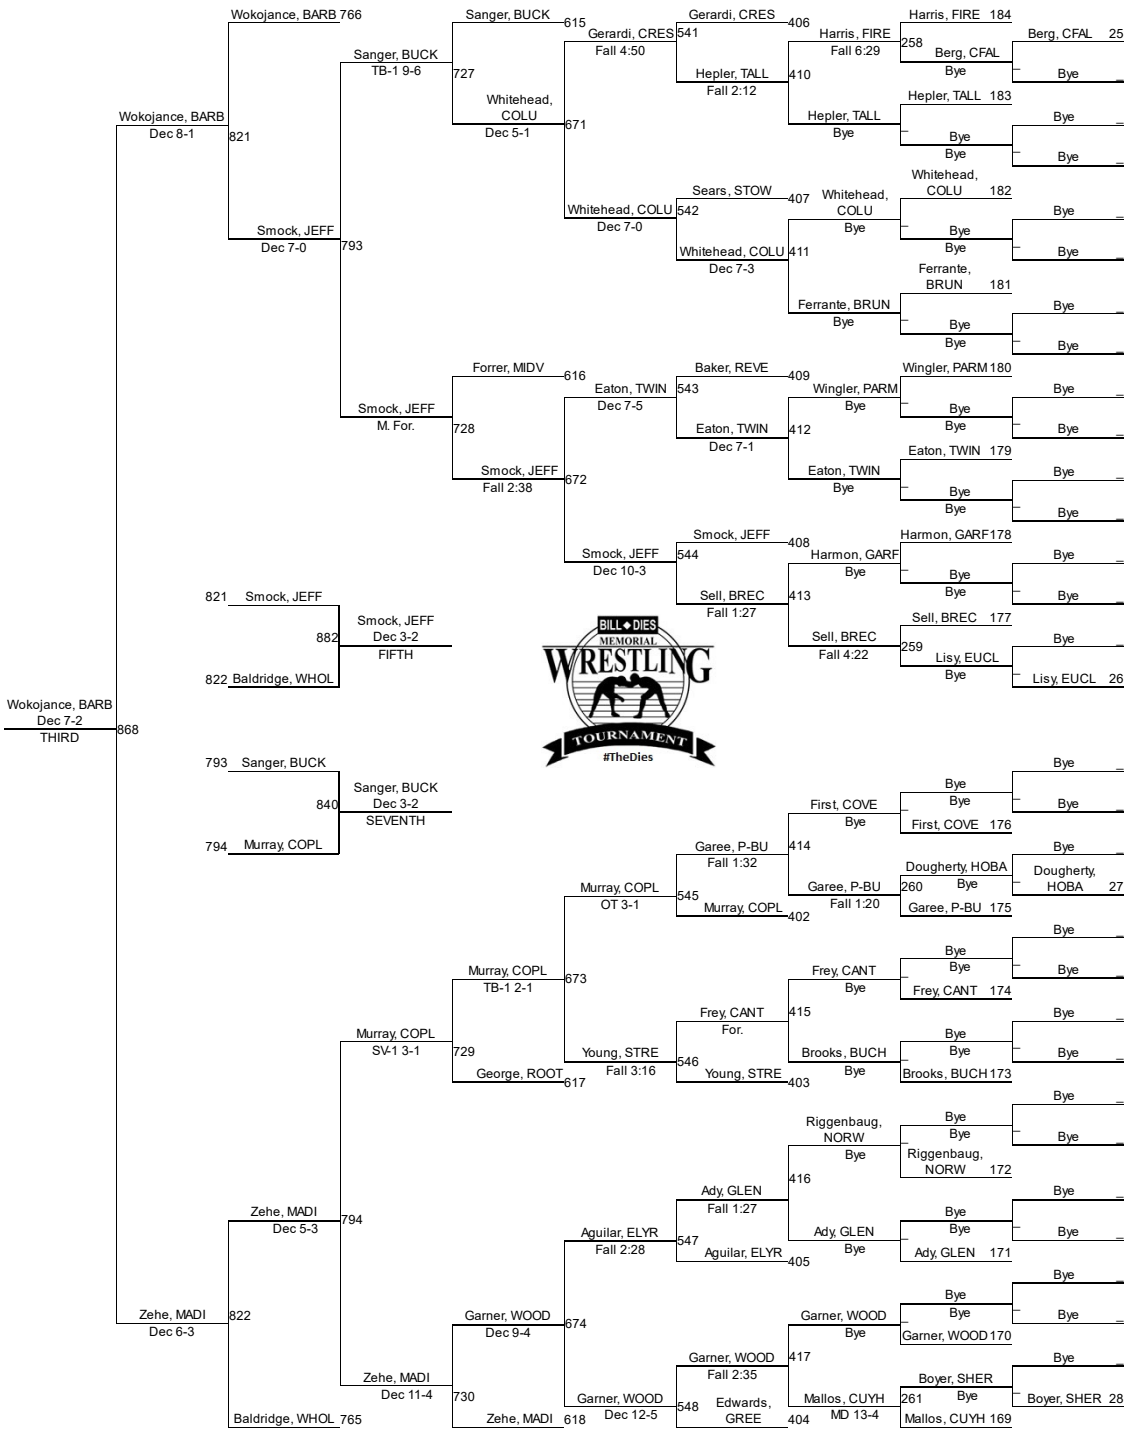 Wokojance, BARB 766
Sanger, BUCK 615
Gerardi, CRES 406
Harris, FIRE 184
Gerardi, CRES 541
Harris, FIRE
Berg, CFAL 25
Fall 4:50
Fall 6:29
258
Sanger, BUCK
Berg, CFAL
TB-1 9-6
727
Hepler, TALL 410
Bye
Bye _
Fall 2:12
Whitehead, COLU 671
Hepler, TALL 183
Dec 5-1
Hepler, TALL
Bye _
Wokojance, BARB
Bye
Bye
Dec 8-1
821
Bye
Bye _
Whitehead, COLU 182
Sears, STOW 407
Whitehead, COLU
Whitehead, COLU 542
Bye
Bye _
Dec 7-0
Bye
Smock, JEFF
Bye
Bye _
Dec 7-0
793
Whitehead, COLU 411
Dec 7-3
Ferrante, BRUN 181
Ferrante, BRUN
Bye _
Bye
Bye
Bye
Bye _
Forrer, MIDV 616
Baker, REVE 409
Wingler, PARM 180
Eaton, TWIN 543
Wingler, PARM
Bye _
Dec 7-5
Bye
Smock, JEFF
Bye
M. For.
728
Eaton, TWIN 412
Bye
Bye _
Dec 7-1
Eaton, TWIN 179
Smock, JEFF 672
Eaton, TWIN
Bye _
Fall 2:38
Bye
Bye
Bye
Bye _
Smock, JEFF 408
Harmon, GARF 178
Smock, JEFF 544
Harmon, GARF
Bye _
Dec 10-3
Bye
Bye
821 Smock, JEFF
Sell, BREC 413
Bye
Bye _
Fall 1:27
Smock, JEFF
Sell, BREC 177
882
Dec 3-2
Sell, BREC
259
Bye _
FIFTH
Fall 4:22
Lisy, EUCL
822 Baldridge, WHOL
Bye
Lisy, EUCL 26
BILL◆DIES
MEMORIAL
WRESTLING
TOURNAMENT
#TheDies
Wokojance, BARB
Dec 7-2
868
THIRD
793 Sanger, BUCK
Bye _
Sanger, BUCK
Bye
840
Dec 3-2
First, COVE
Bye
Bye _
SEVENTH
Bye
First, COVE 176
794 Murray, COPL
Garee, P-BU 414
Bye _
Fall 1:32
Dougherty, HOBA
Murray, COPL 545
Garee, P-BU 260
Bye
Dougherty, HOBA 27
OT 3-1
Fall 1:20
Murray, COPL 402
Garee, P-BU 175
Bye _
Bye
Murray, COPL 673
Frey, CANT
Bye
Bye _
TB-1 2-1
Bye
Frey, CANT 174
Frey, CANT 415
Bye _
For.
Murray, COPL
Bye
SV-1 3-1
729
Young, STRE 546
Brooks, BUCH
Bye
Bye _
Fall 3:16
Bye
George, ROOT 617
Young, STRE 403
Brooks, BUCH 173
Bye _
Riggenbaug, NORW
Bye
Bye
Bye
Bye _
Riggenbaug, NORW 172
416
Ady, GLEN
Bye _
Fall 1:27
Zehe, MADI
Bye
Dec 5-3
794
Aguilar, ELYR 547
Ady, GLEN
Bye
Bye _
Fall 2:28
Bye
Aguilar, ELYR 405
Ady, GLEN 171
Bye _
Zehe, MADI 822
Garner, WOOD 674
Garner, WOOD
Bye
Dec 6-3
Dec 9-4
Bye
Bye
Bye _
Garner, WOOD 170
Garner, WOOD 417
Bye _
Fall 2:35
Zehe, MADI
Boyer, SHER
Dec 11-4
730
Garner, WOOD 548
Mallos, CUYH 261
Bye
Boyer, SHER 28
Dec 12-5
Edwards, GREE 404
MD 13-4
Baldridge, WHOL 765
Zehe, MADI 618
Mallos, CUYH 169